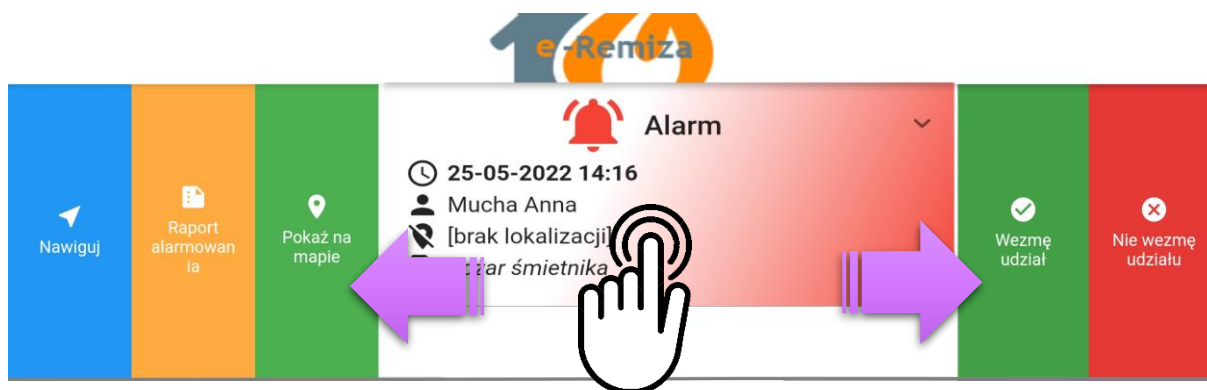 e-Remiza
Nawiguj
Raport
alarmowan
ia
Pokaż na
mapie
Alarm
25-05-2022 14:16
Mucha Anna
[brak lokalizacji]
śmietnika
Wezmę
udział
Nie wezmę
udziału